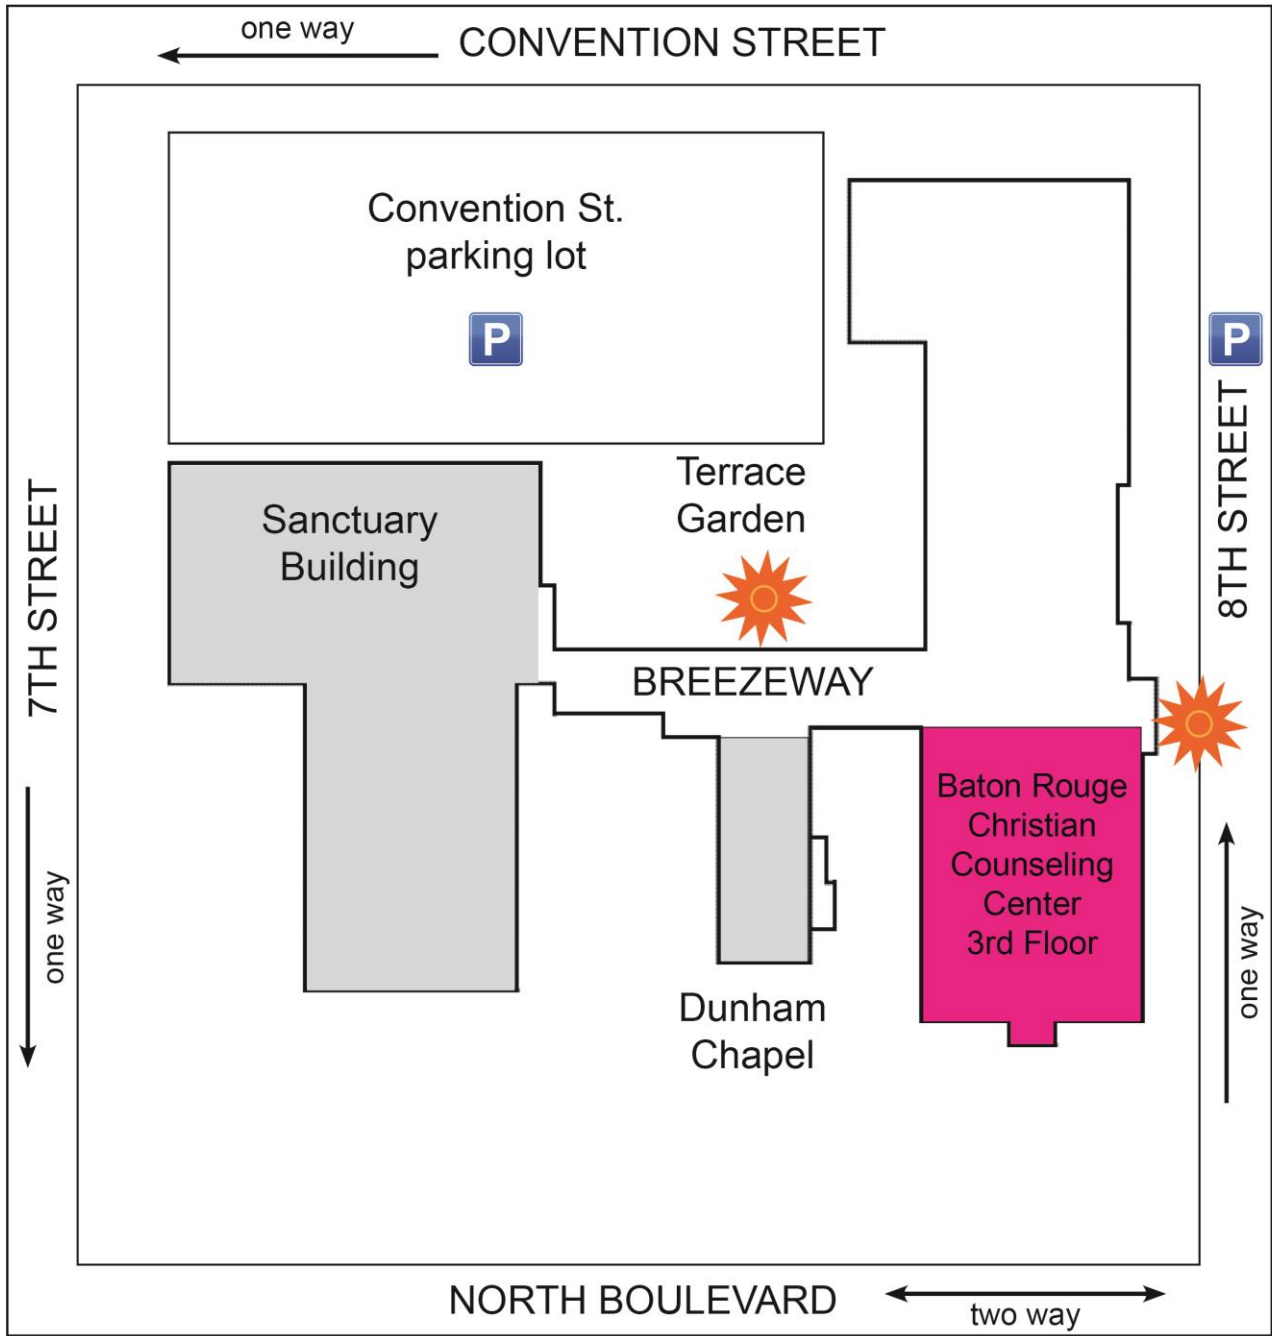 one way
CONVENTION STREET
Convention St.
parking lot
P
P
Terrace
Garden
Sanctuary
Building
7TH STREET
8TH STREET
BREEZEWAY
Baton Rouge
Christian
Counseling
Center
3rd Floor
one way
one way
Dunham
Chapel
NORTH BOULEVARD
two way